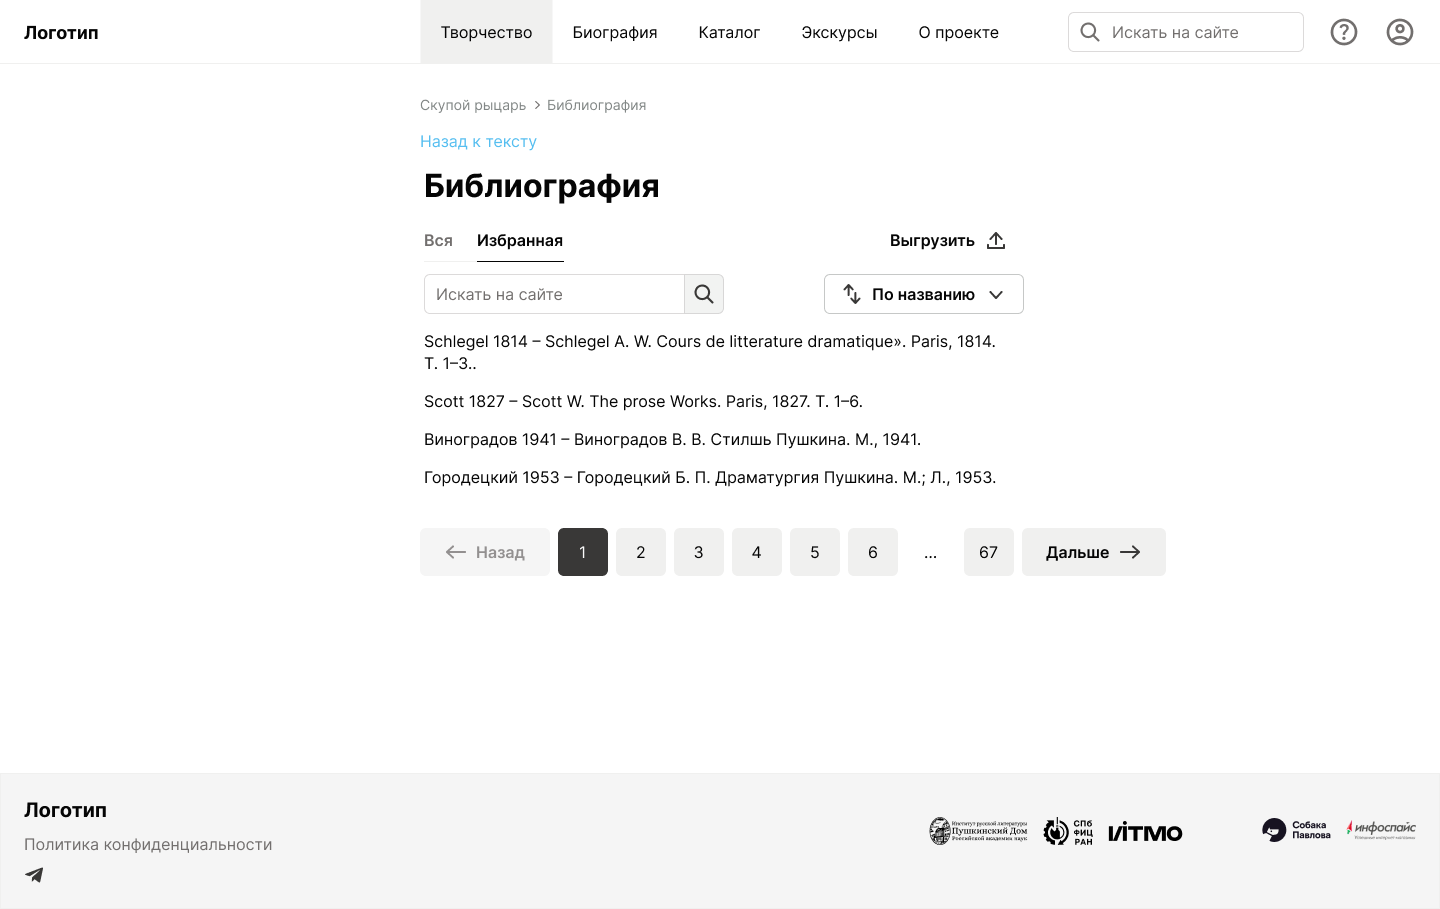 Логотип
Творчество
Биография
Каталог
Экскурсы
О проекте
Искать на сайте
Скупой рыцарь > Библиография
Назад к тексту
Библиография
Вся
Избранная
Выгрузить
Искать на сайте
По названию
Schlegel 1814 – Schlegel A. W. Cours de litterature dramatique». Paris, 1814.
T. 1–3..
Scott 1827 – Scott W. The prose Works. Paris, 1827. T. 1–6.
Виноградов 1941 – Виноградов В. В. Стилшь Пушкина. М., 1941.
Городецкий 1953 – Городецкий Б. П. Драматургия Пушкина. М.; Л., 1953.
Назад
1
2
3
4
5
6
...
67
Дальше
Логотип
Политика конфиденциальности
Институт русской литературы
Пушкинский Дом
Российской академии наук
СПб
ФИЦ
РАН
ИТМО
Собака
Павлова
инфоспайс